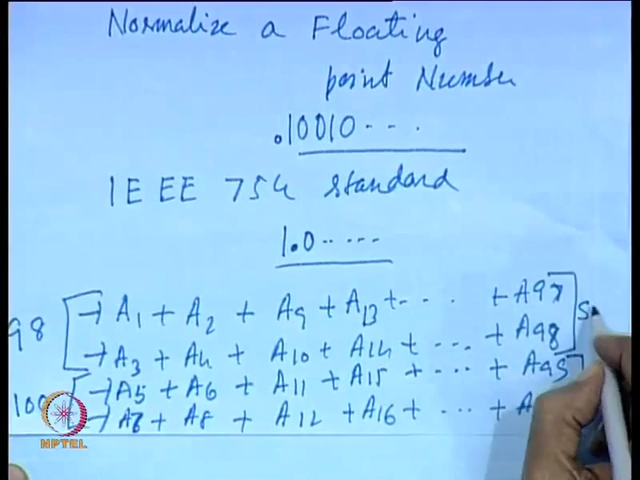 Normalize a Floating
point Number
.10010...
IEEE 754 standard
1.0.....
98 → A1 + A2 + A9 + A13 + ... + A97 S
→ A3 + A4 + A10 + A14 + ... + A98
100 → A5 + A6 + A11 + A15 + ... + A95
→ A8 + A8 + A12 + A16 + ... + A
NPTEL